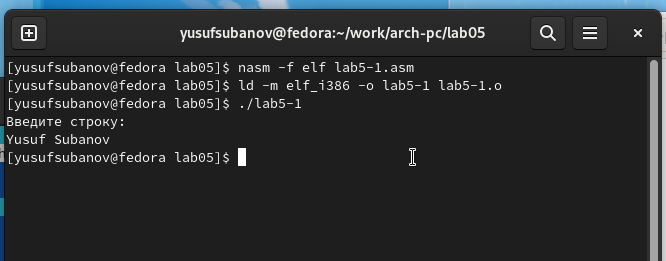 yusufsubanov@fedora:~/work/arch-pc/lab05
[yusufsubanov@fedora lab05]$ nasm -f elf lab5-1.asm
[yusufsubanov@fedora lab05]$ ld -m elf_i386 -o lab5-1 lab5-1.o
[yusufsubanov@fedora lab05]$ ./lab5-1
Введите строку:
Yusuf Subanov
[yusufsubanov@fedora lab05]$